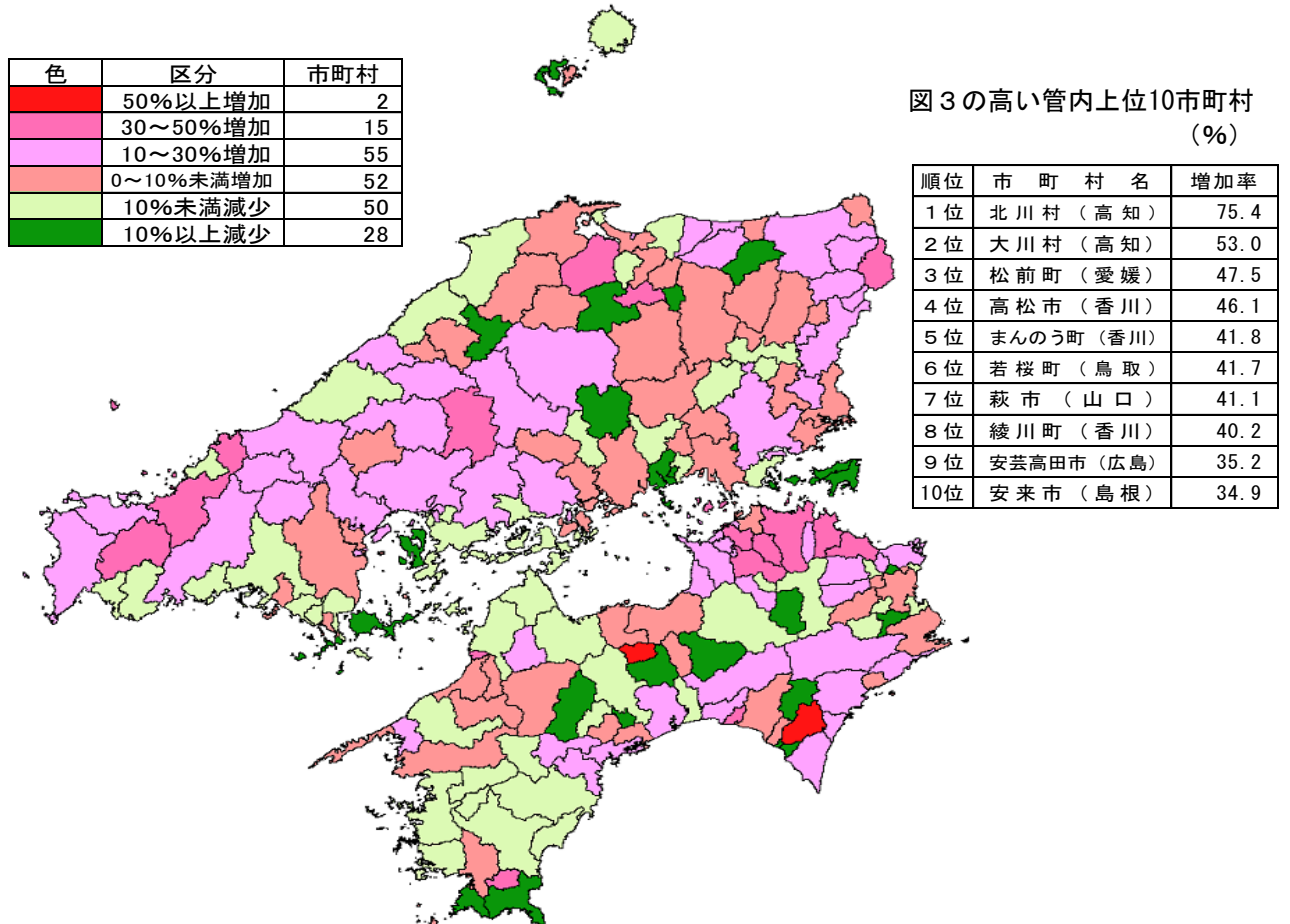 色 区分 市町村
50%以上増加 2
30～50%増加 15
10～30%増加 55
0～10%未満増加 52
10%未満減少 50
10%以上減少 28
図３の高い管内上位10市町村
（%）
順位 市町村名 増加率
1位 北川村（高知） 75.4
2位 大川村（高知） 53.0
3位 松前町（愛媛） 47.5
4位 高松市（香川） 46.1
5位 まんのう町（香川） 41.8
6位 若桜町（鳥取） 41.7
7位 萩市（山口） 41.1
8位 綾川町（香川） 40.2
9位 安芸高田市（広島） 35.2
10位 安来市（島根） 34.9